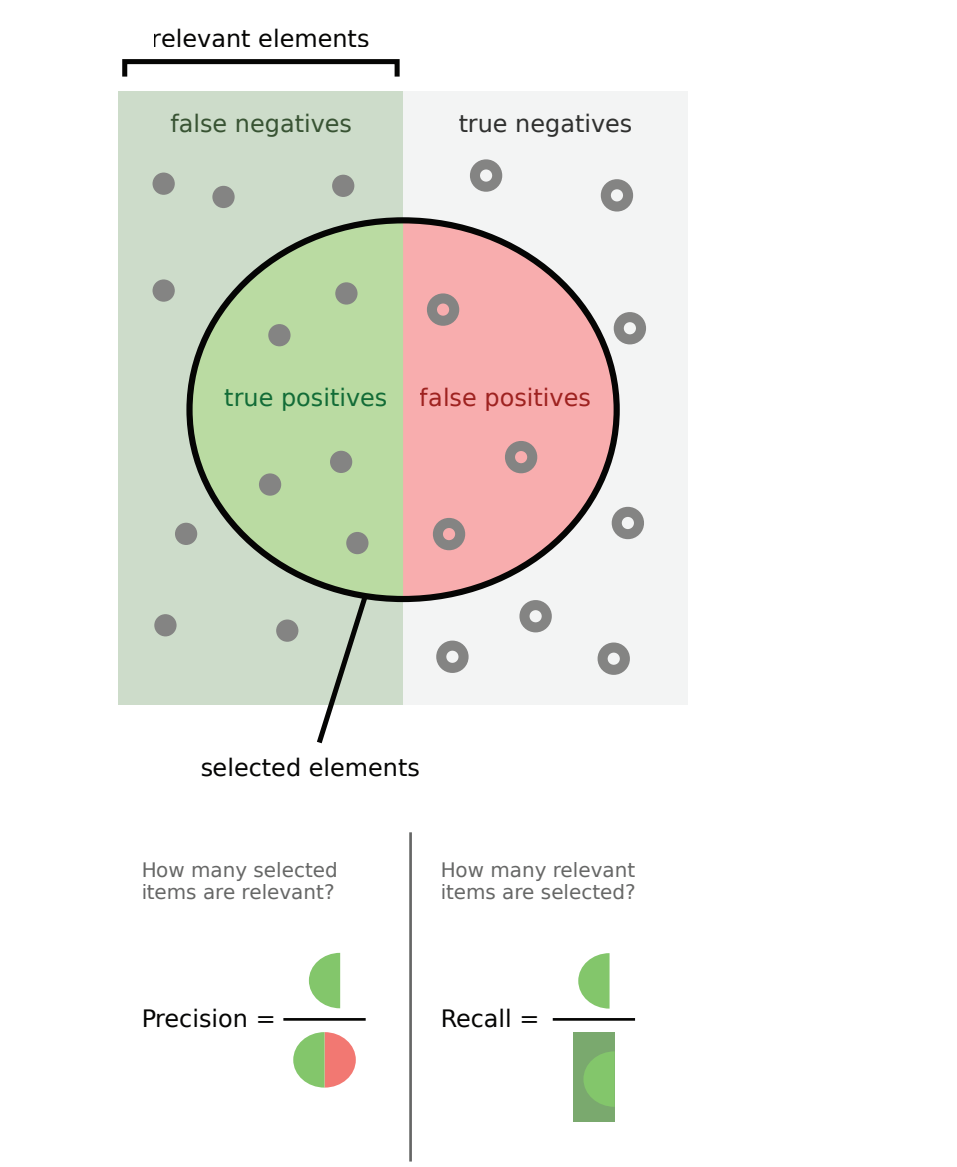 relevant elements
false negatives
true negatives
true positives
false positives
selected elements
How many selected
items are relevant?
How many relevant
items are selected?
Precision =
Recall =